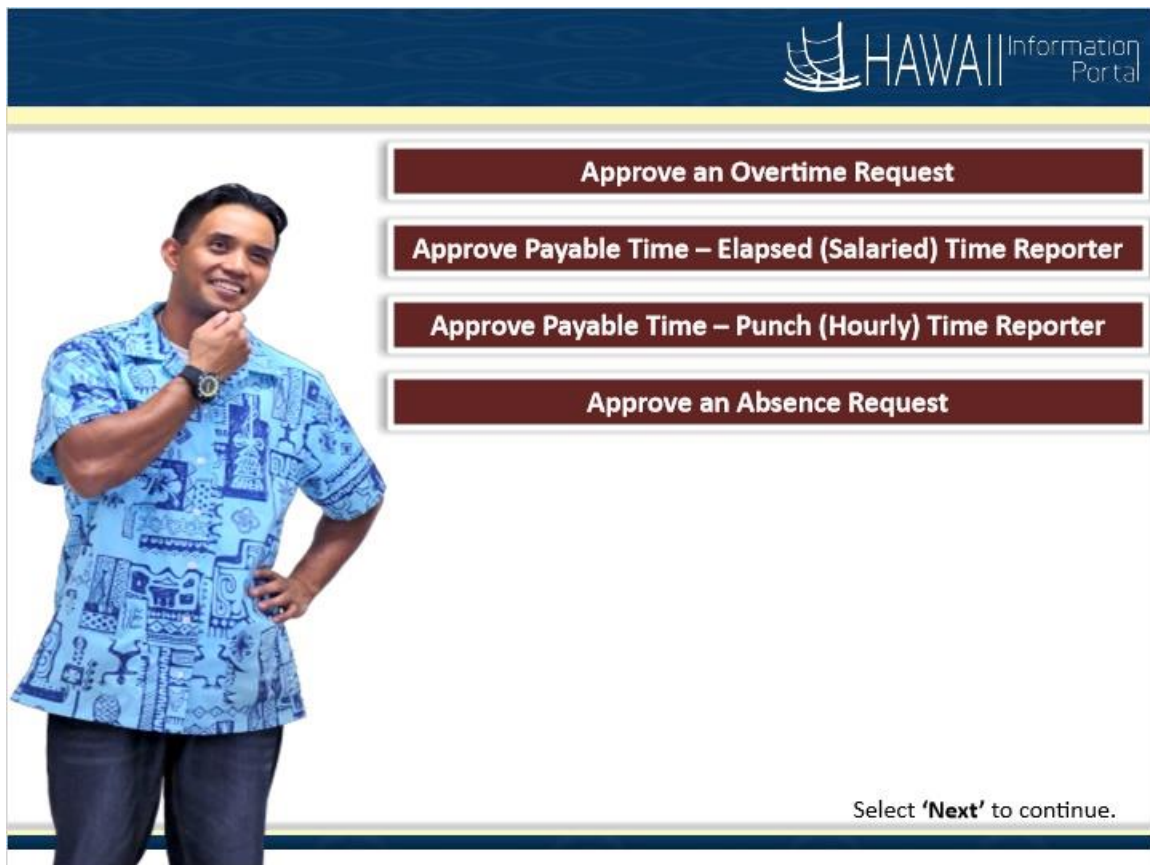 HAWAII Information
Portal
Approve an Overtime Request
Approve Payable Time – Elapsed (Salaried) Time Reporter
Approve Payable Time – Punch (Hourly) Time Reporter
Approve an Absence Request
Select ‘Next’ to continue.